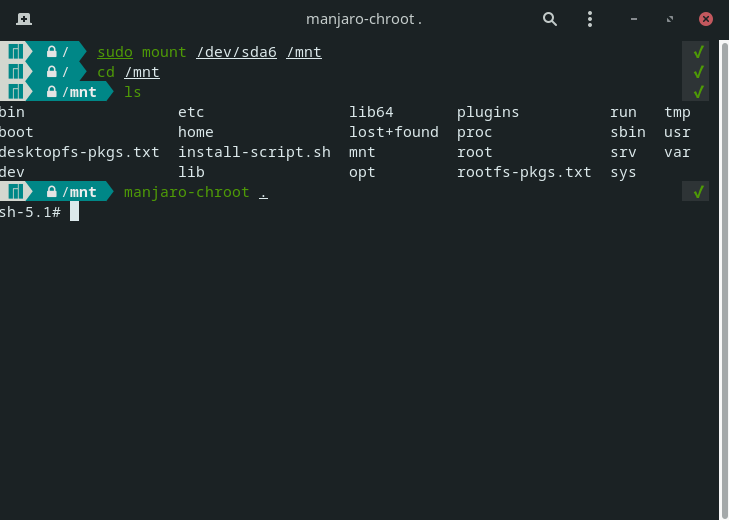 manjaro-chroot .
/ sudo mount /dev/sda6 /mnt ✓
/ cd /mnt ✓
/mnt ls ✓
bin etc lib64 plugins run tmp
boot home lost+found proc sbin usr
desktopfs-pkgs.txt install-script.sh mnt root srv var
dev lib opt rootfs-pkgs.txt sys
/mnt manjaro-chroot . ✓
sh-5.1#